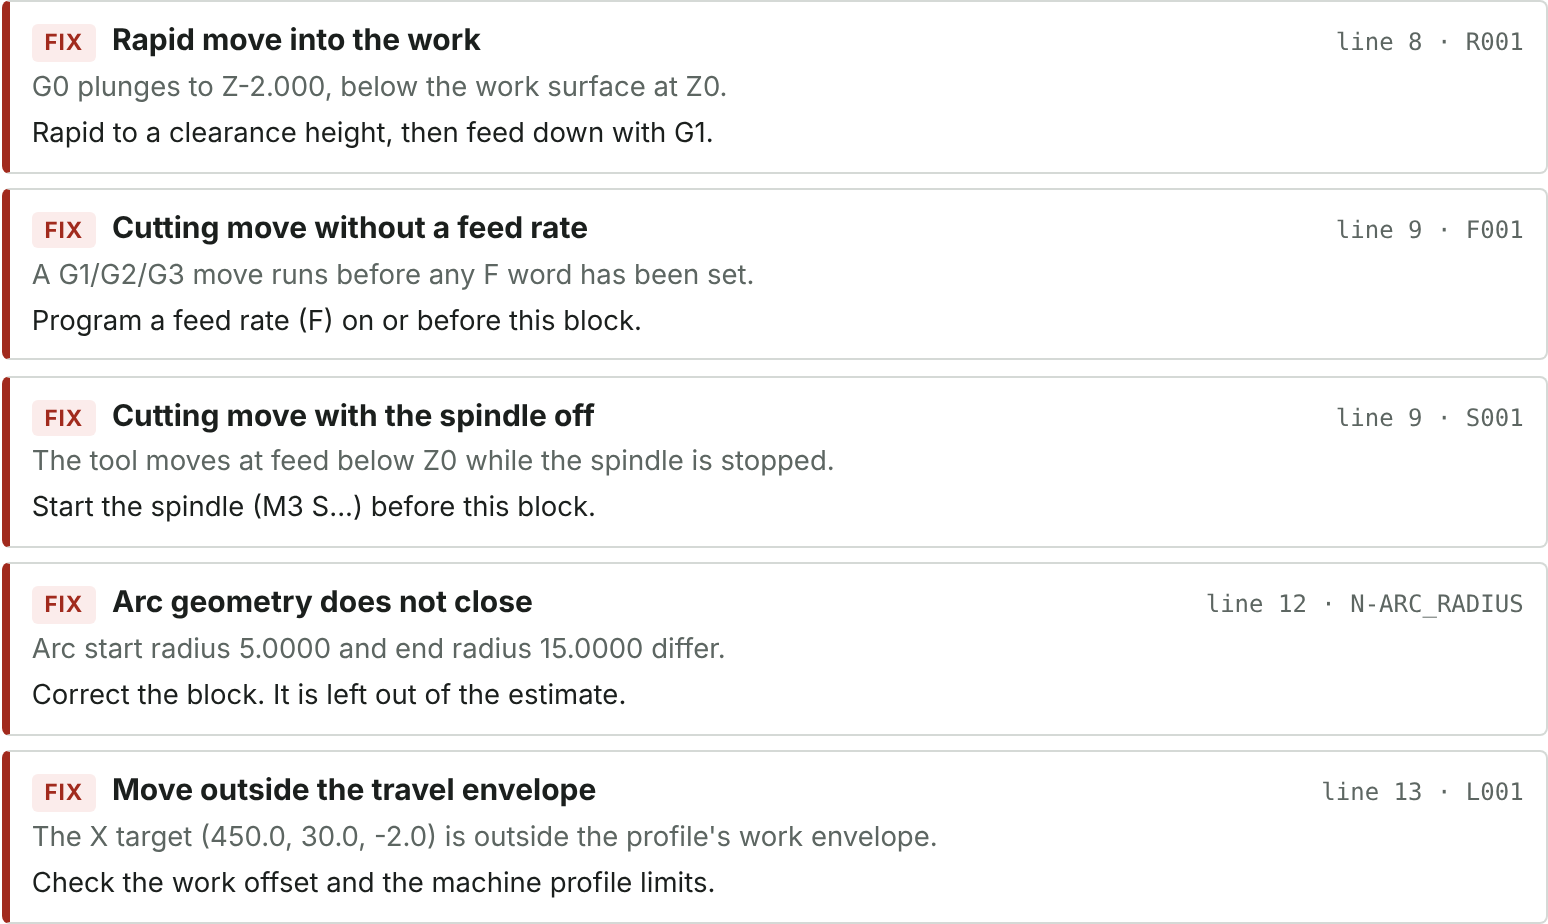 FIX Rapid move into the work line 8 · R001
G0 plunges to Z-2.000, below the work surface at Z0.
Rapid to a clearance height, then feed down with G1.
FIX Cutting move without a feed rate line 9 · F001
A G1/G2/G3 move runs before any F word has been set.
Program a feed rate (F) on or before this block.
FIX Cutting move with the spindle off line 9 · S001
The tool moves at feed below Z0 while the spindle is stopped.
Start the spindle (M3 S...) before this block.
FIX Arc geometry does not close line 12 · N-ARC_RADIUS
Arc start radius 5.0000 and end radius 15.0000 differ.
Correct the block. It is left out of the estimate.
FIX Move outside the travel envelope line 13 · L001
The X target (450.0, 30.0, -2.0) is outside the profile's work envelope.
Check the work offset and the machine profile limits.